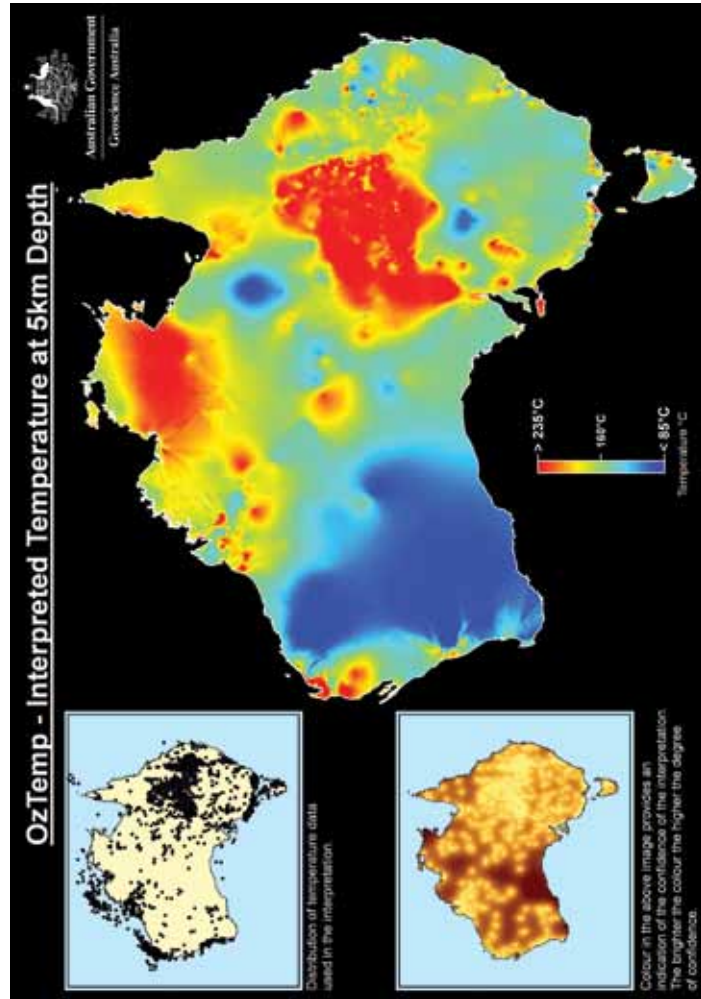 OzTemp - Interpreted Temperature at 5km Depth
Australian Government
Geoscience Australia
Distribution of temperature data
used in the interpretation.
Colour in the above image provides an
indication of the confidence of the interpretation.
The brighter the colour the higher the degree
of confidence.
> 235°C
160°C
< 85°C
Temperature °C